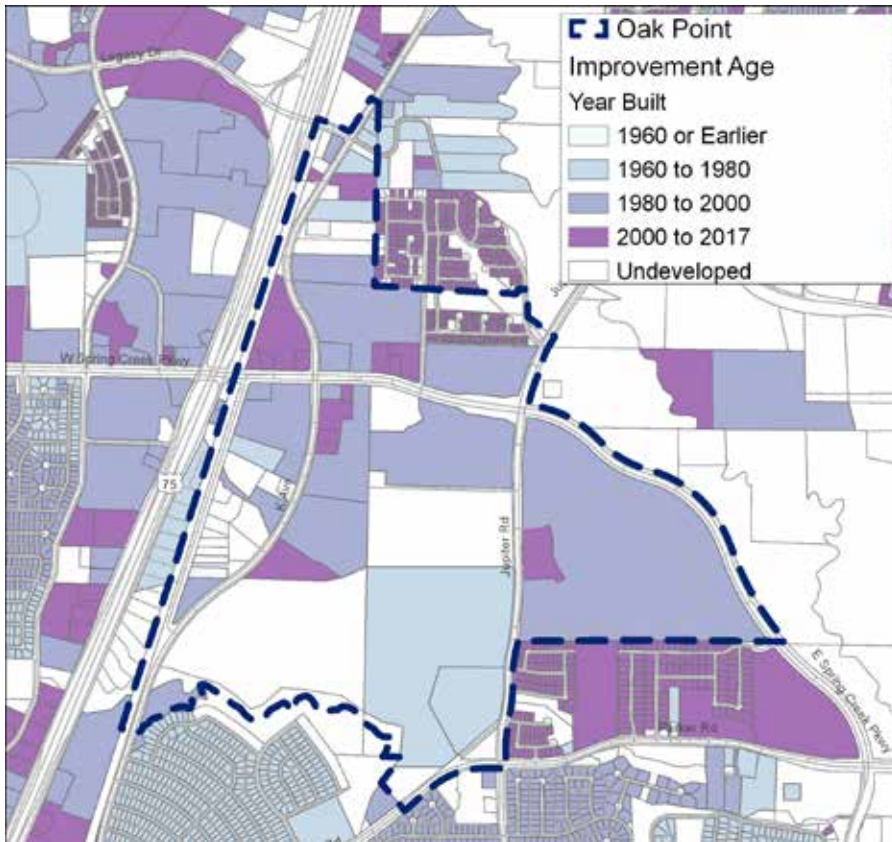 Oak Point
Improvement Age
Year Built
1960 or Earlier
1960 to 1980
1980 to 2000
2000 to 2017
Undeveloped
Legacy Dr
W Spring Creek Pkwy
75
K Ave
Jupiter Rd
E Spring Creek Pkwy
Parker Rd